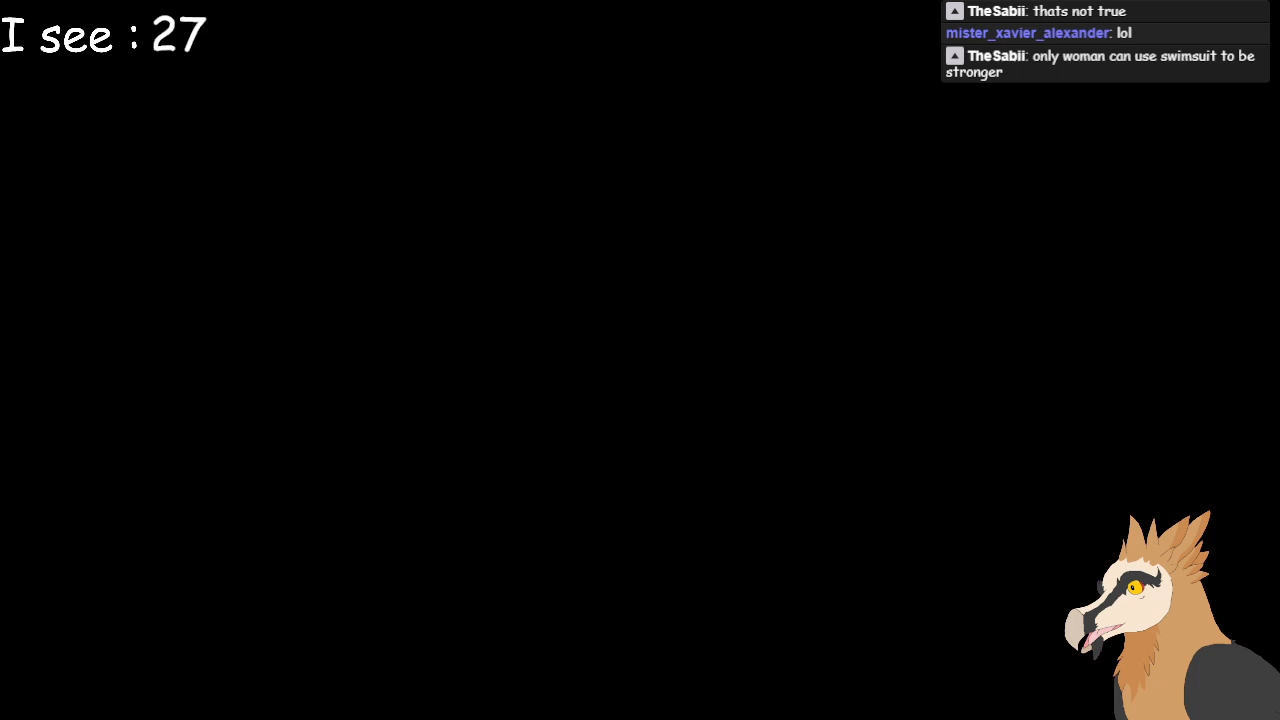 I see : 27
TheSabii: thats not true
mister_xavier_alexander: lol
TheSabii: only woman can use swimsuit to be
stronger